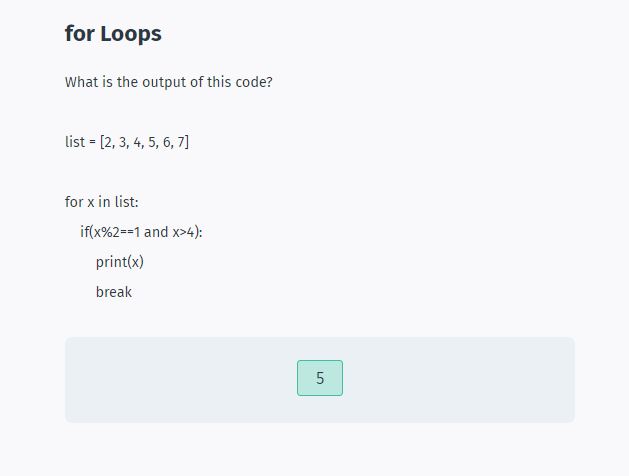 for Loops
What is the output of this code?
list = [2, 3, 4, 5, 6, 7]
for x in list:
if(x%2==1 and x>4):
print(x)
break
5